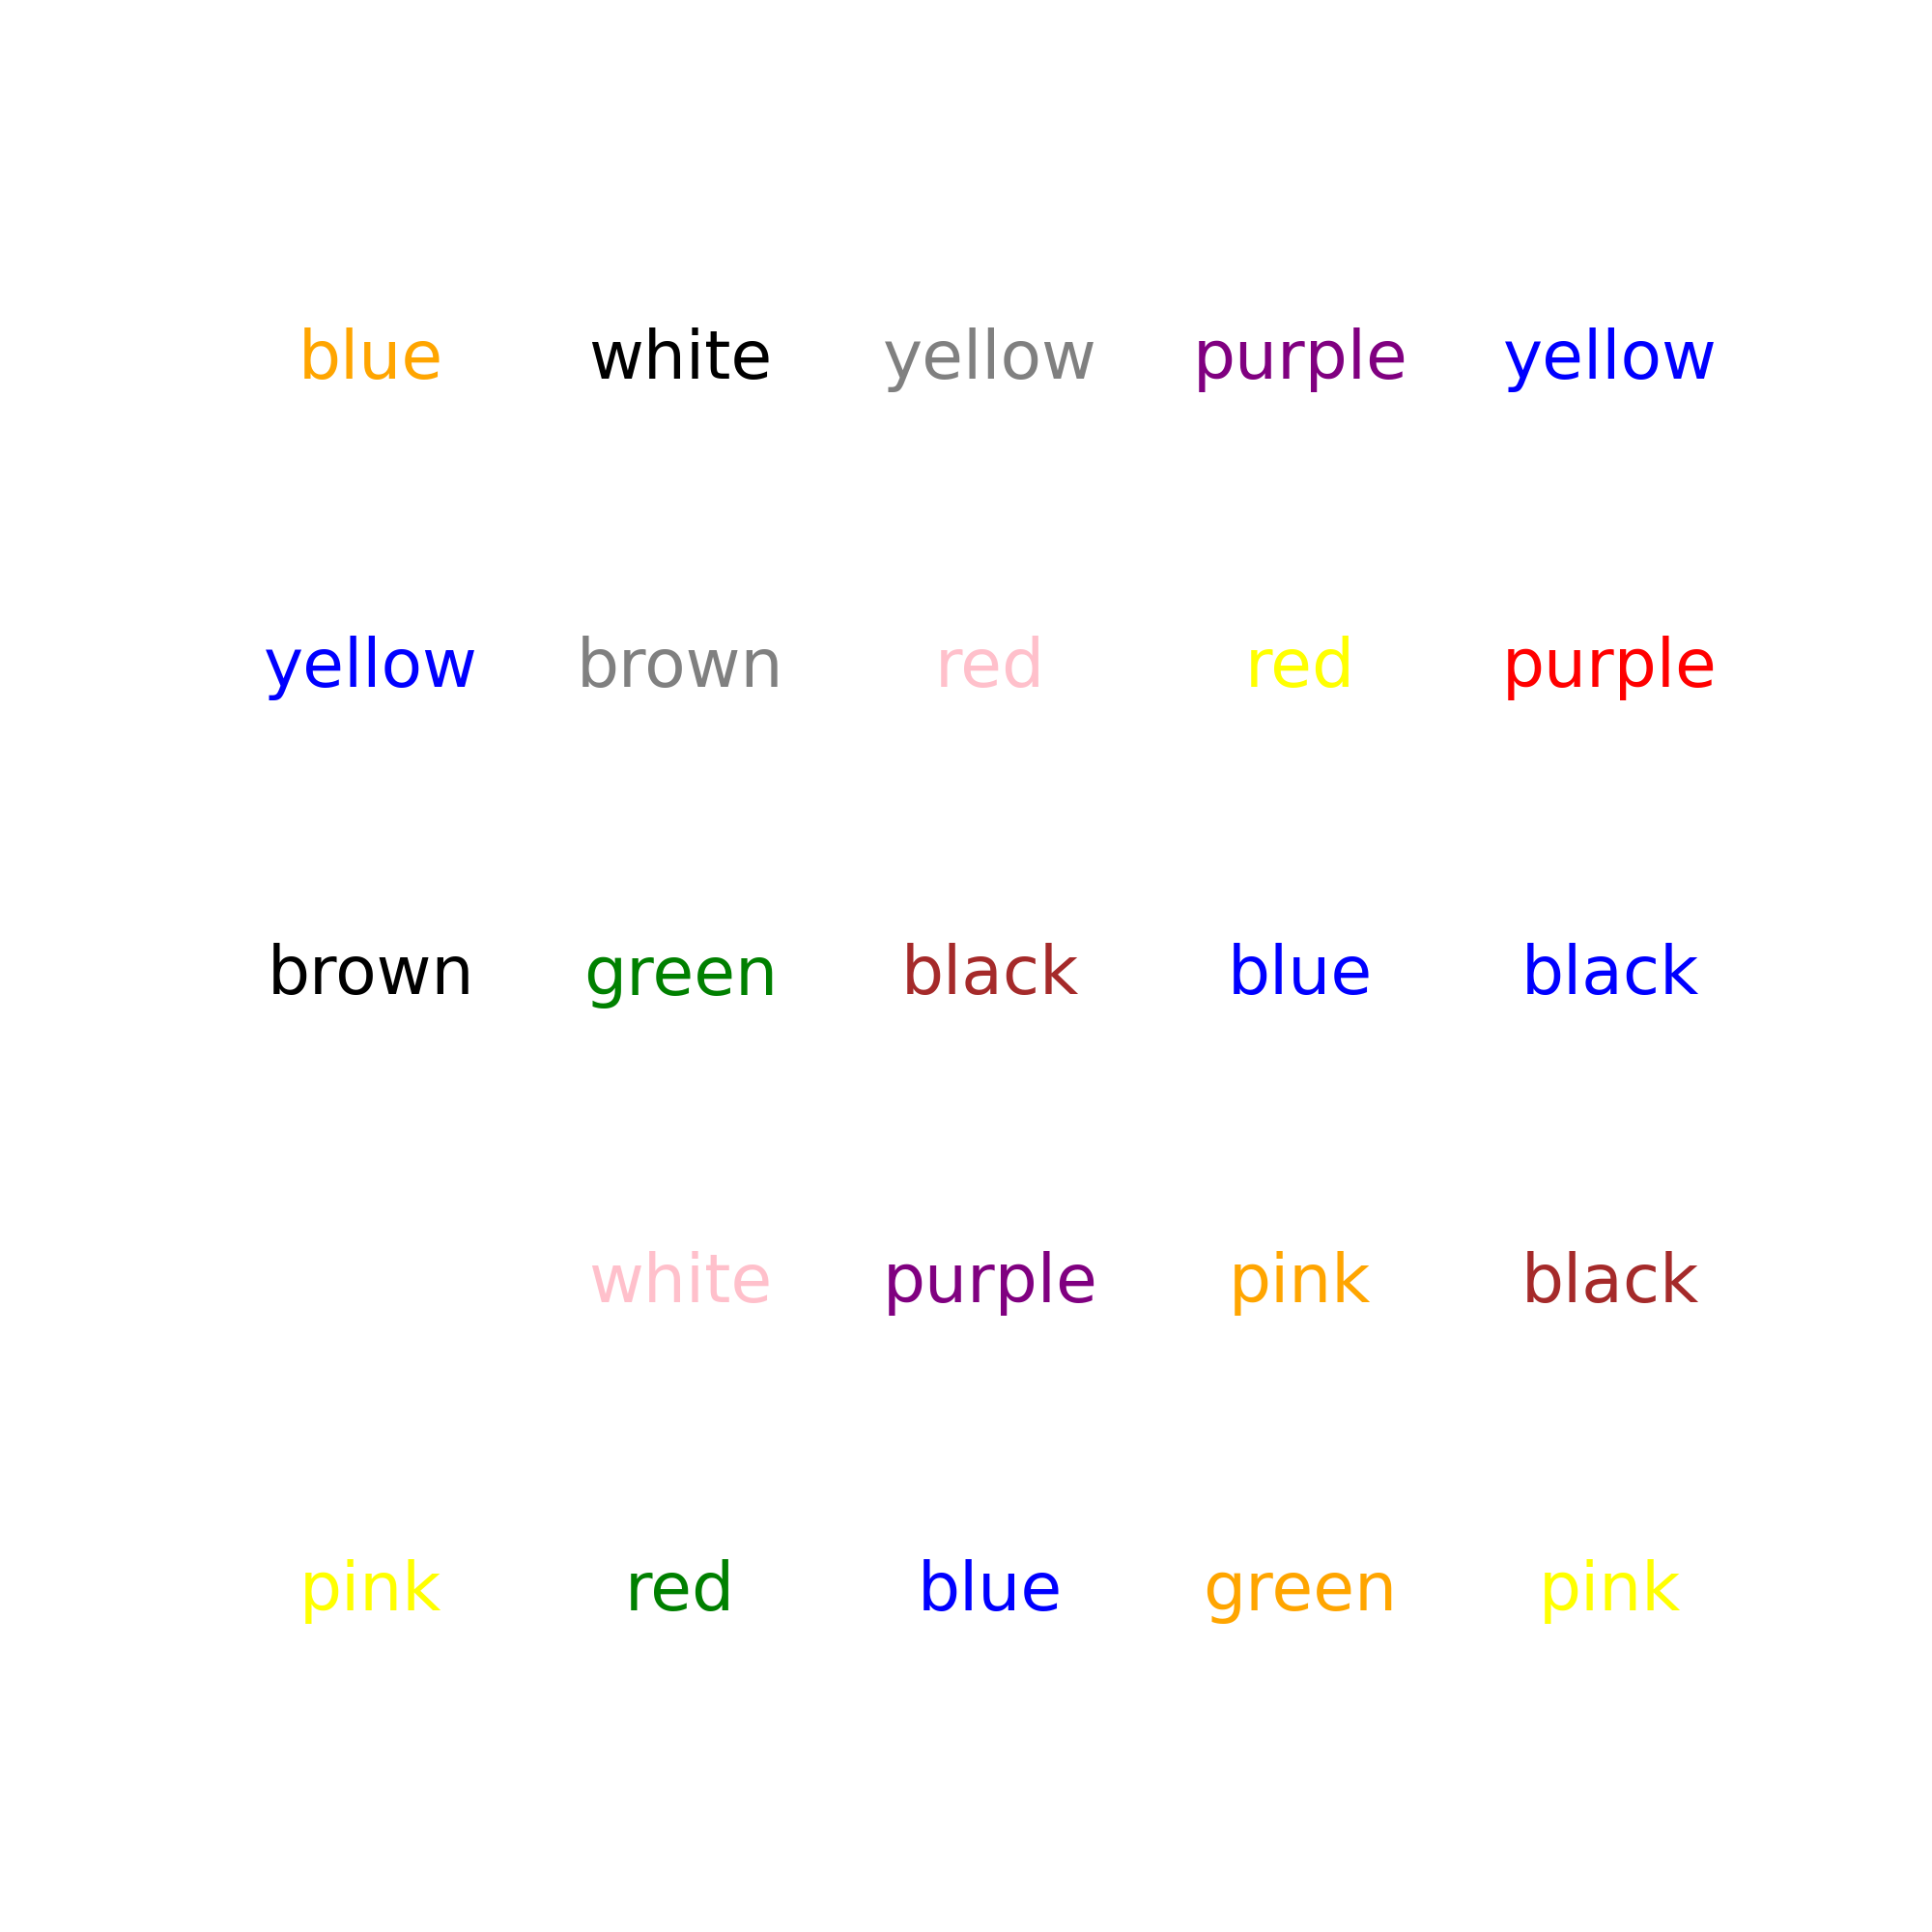 blue white yellow purple yellow
yellow brown red red purple
brown green black blue black
white purple pink black
pink red blue green pink